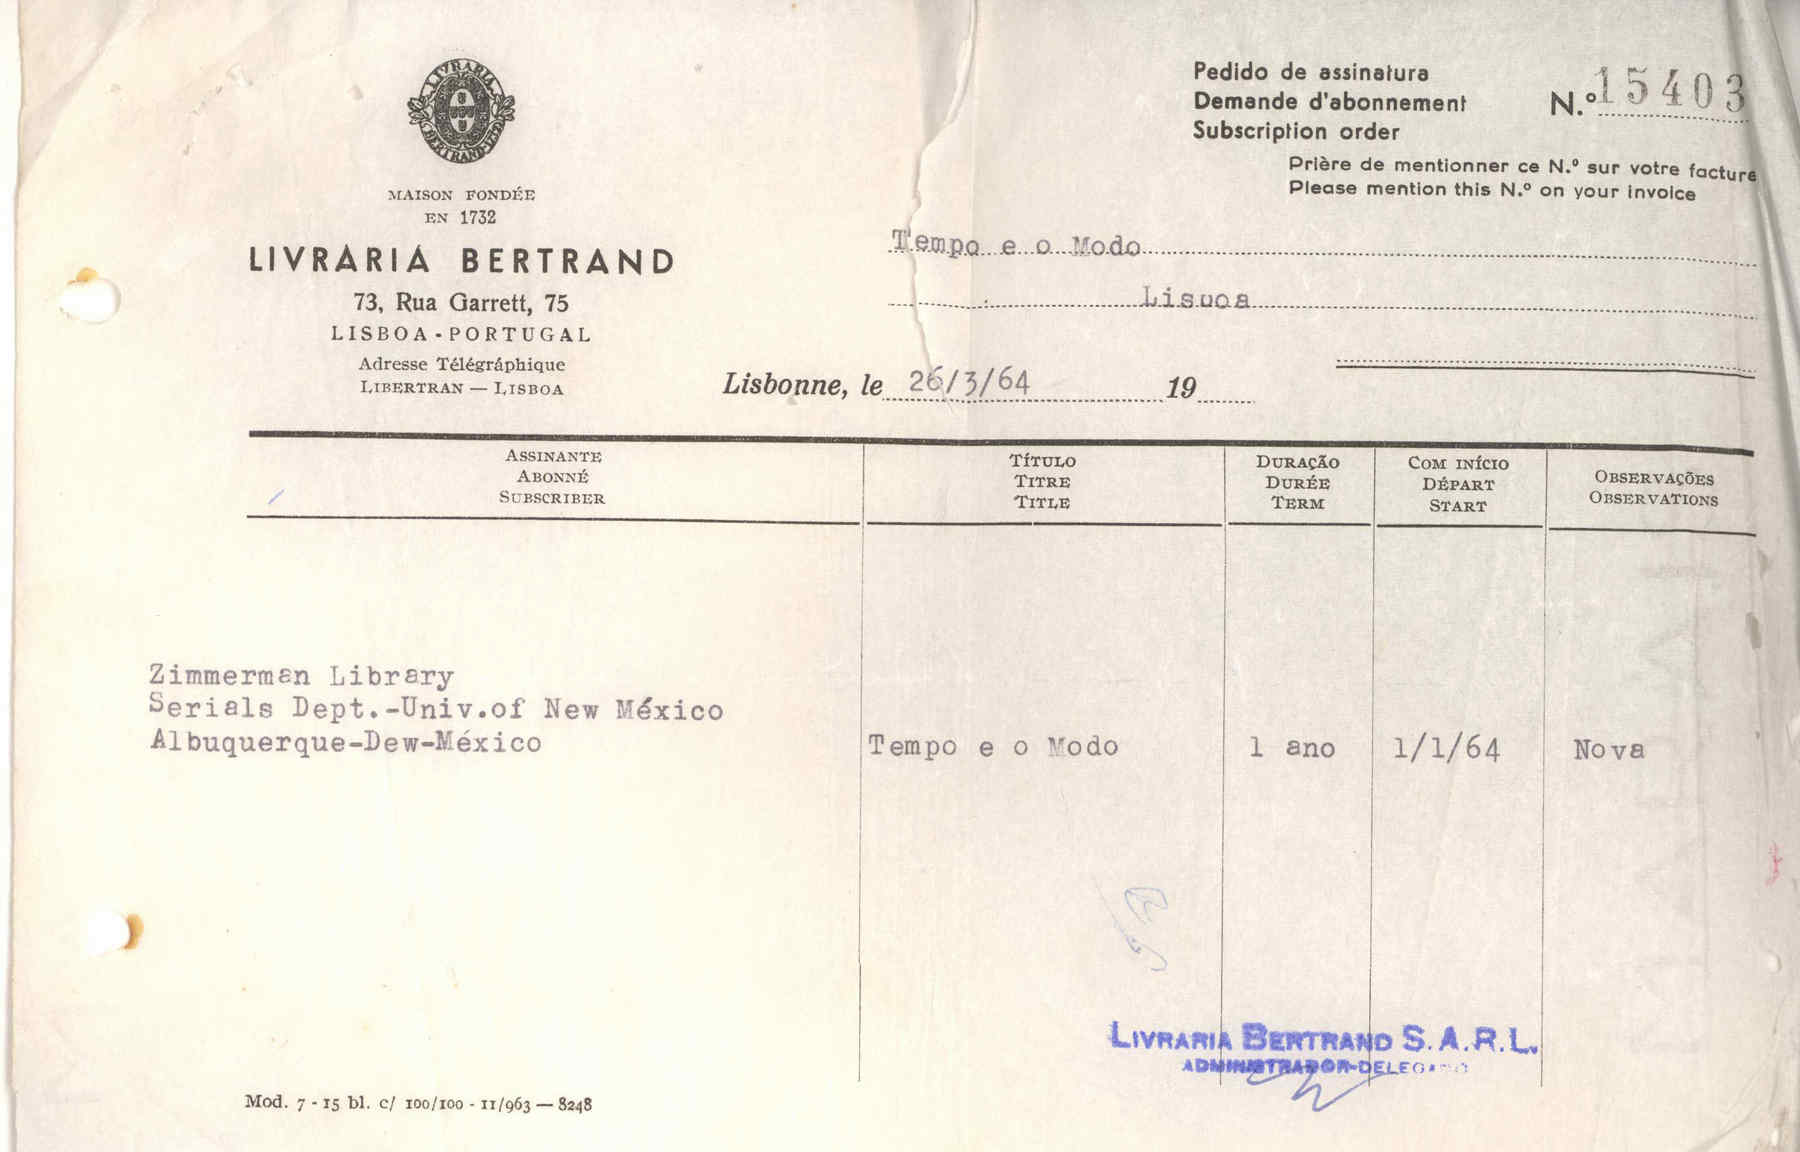 LIVRARIA
BERTRAND LTD
MAISON FONDÉE
EN 1732
LIVRARIA BERTRAND
73, Rua Garrett, 75
LISBOA - PORTUGAL
Adresse Télégráphique
LIBERTRAN — LISBOA
Pedido de assinatura
Demande d'abonnement
Subscription order
N.º 15403
Prière de mentionner ce N.º sur votre facture
Please mention this N.º on your invoice
Tempo e o Modo
Lisboa
Lisbonne, le 26/3/64 19
ASSINANTE
ABONNÉ
SUBSCRIBER
TÍTULO
TITRE
TITLE
DURAÇÃO
DURÉE
TERM
COM INÍCIO
DÉPART
START
OBSERVAÇÕES
OBSERVATIONS
Zimmerman Library
Serials Dept.-Univ.of New México
Albuquerque-Dew-México
Tempo e o Modo
1 ano
1/1/64
Nova
LIVRARIA BERTRAND S.A.R.L.
ADMINISTRADOR-DELEGADO
Mod. 7 - 15 bl. c/ 100/100 - 11/963 — 8248